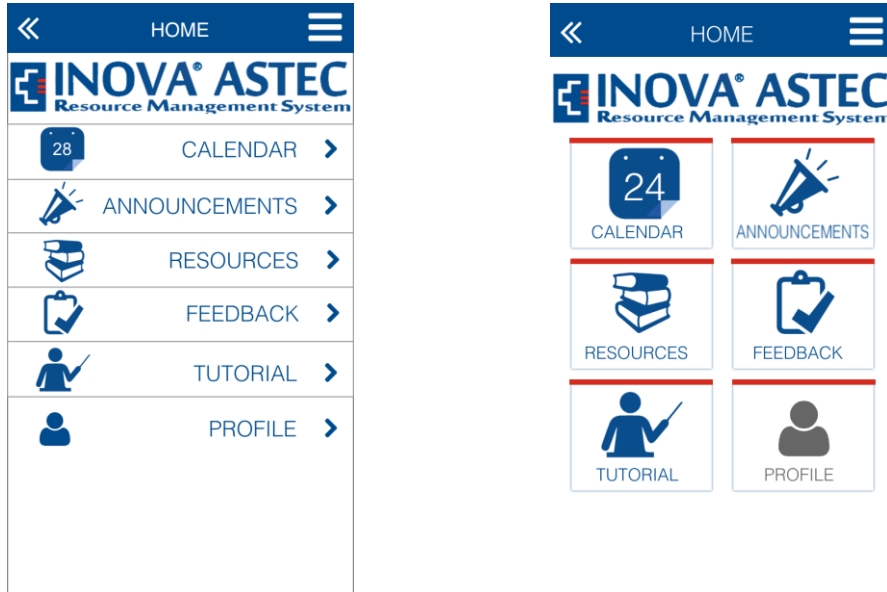 HOME
INOVA® ASTEC
Resource Management System
28
CALENDAR
ANNOUNCEMENTS
RESOURCES
FEEDBACK
TUTORIAL
PROFILE
HOME
INOVA® ASTEC
Resource Management System
24
CALENDAR
ANNOUNCEMENTS
RESOURCES
FEEDBACK
TUTORIAL
PROFILE